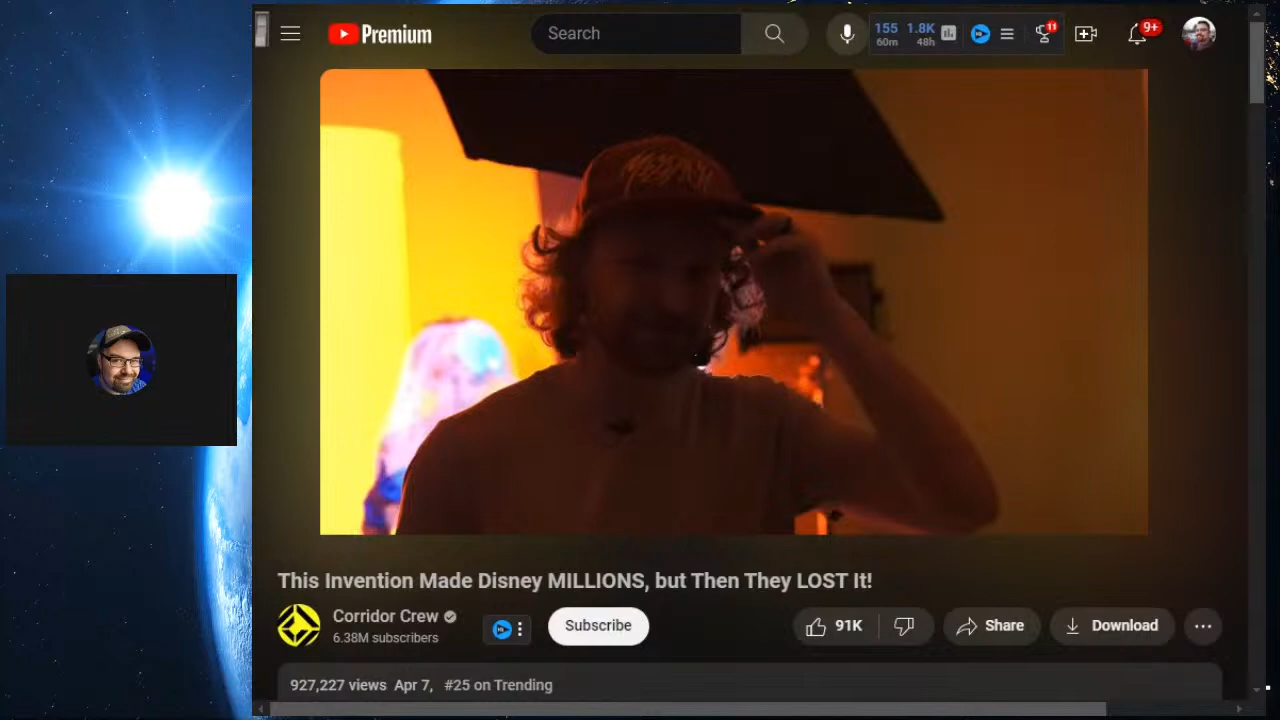 Premium
Search
155 1.8K
60m 48h
11
9+
This Invention Made Disney MILLIONS, but Then They LOST It!
Corridor Crew
6.38M subscribers
Subscribe
91K
Share
Download
927,227 views Apr 7, #25 on Trending